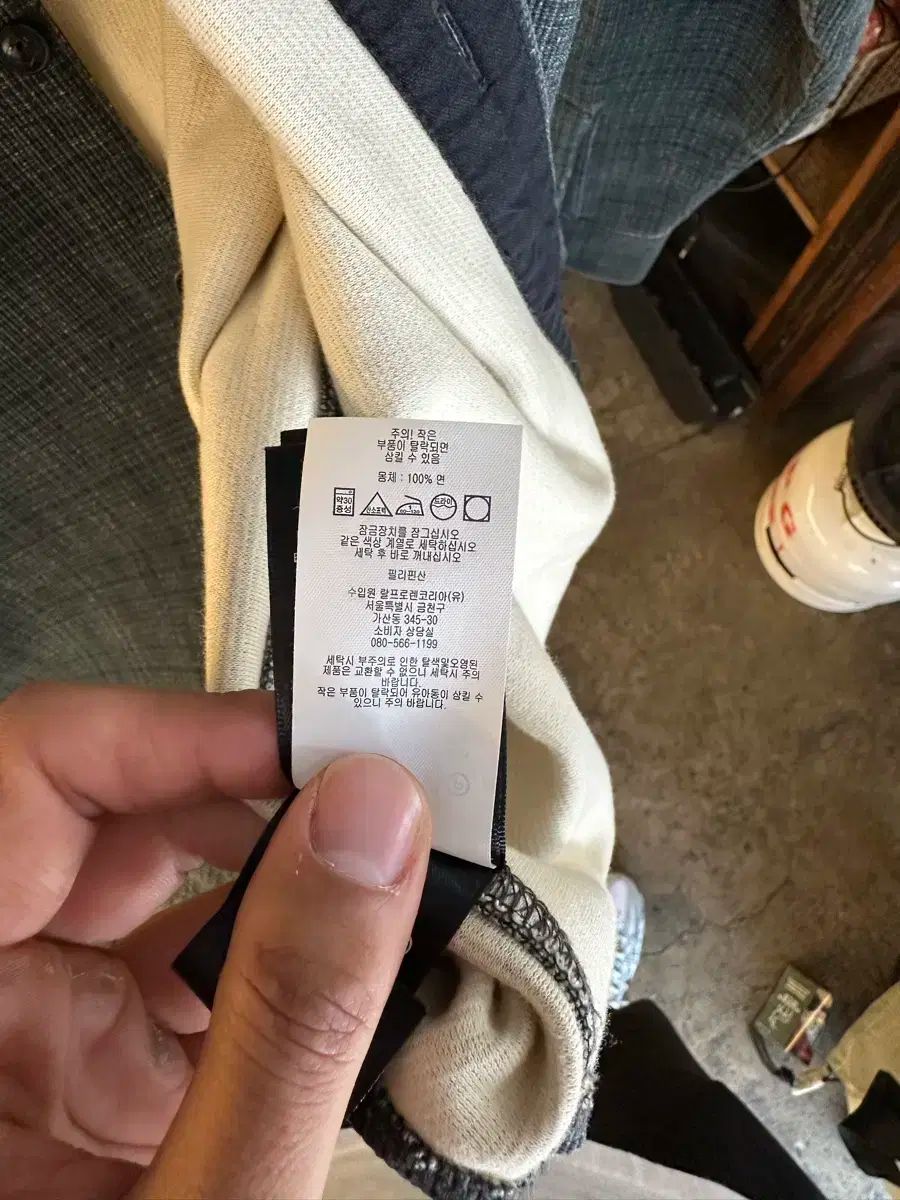 주의! 작은
부품이 탈락되면
삼킬 수 있음
몸체 : 100% 면
약30
중성
산소표백
드라이
잠금장치를 잠그십시오
같은 색상 계열로 세탁하십시오
세탁 후 바로 꺼내십시오
필리핀산
수입원 랄프로렌코리아(유)
서울특별시 금천구
가산동 345-30
소비자 상담실
080-566-1199
세탁시 부주의로 인한 탈색및오염된
제품은 교환할 수 없으니 세탁시 주의
바랍니다.
작은 부품이 탈락되어 유아동이 삼킬 수
있으니 주의 바랍니다.